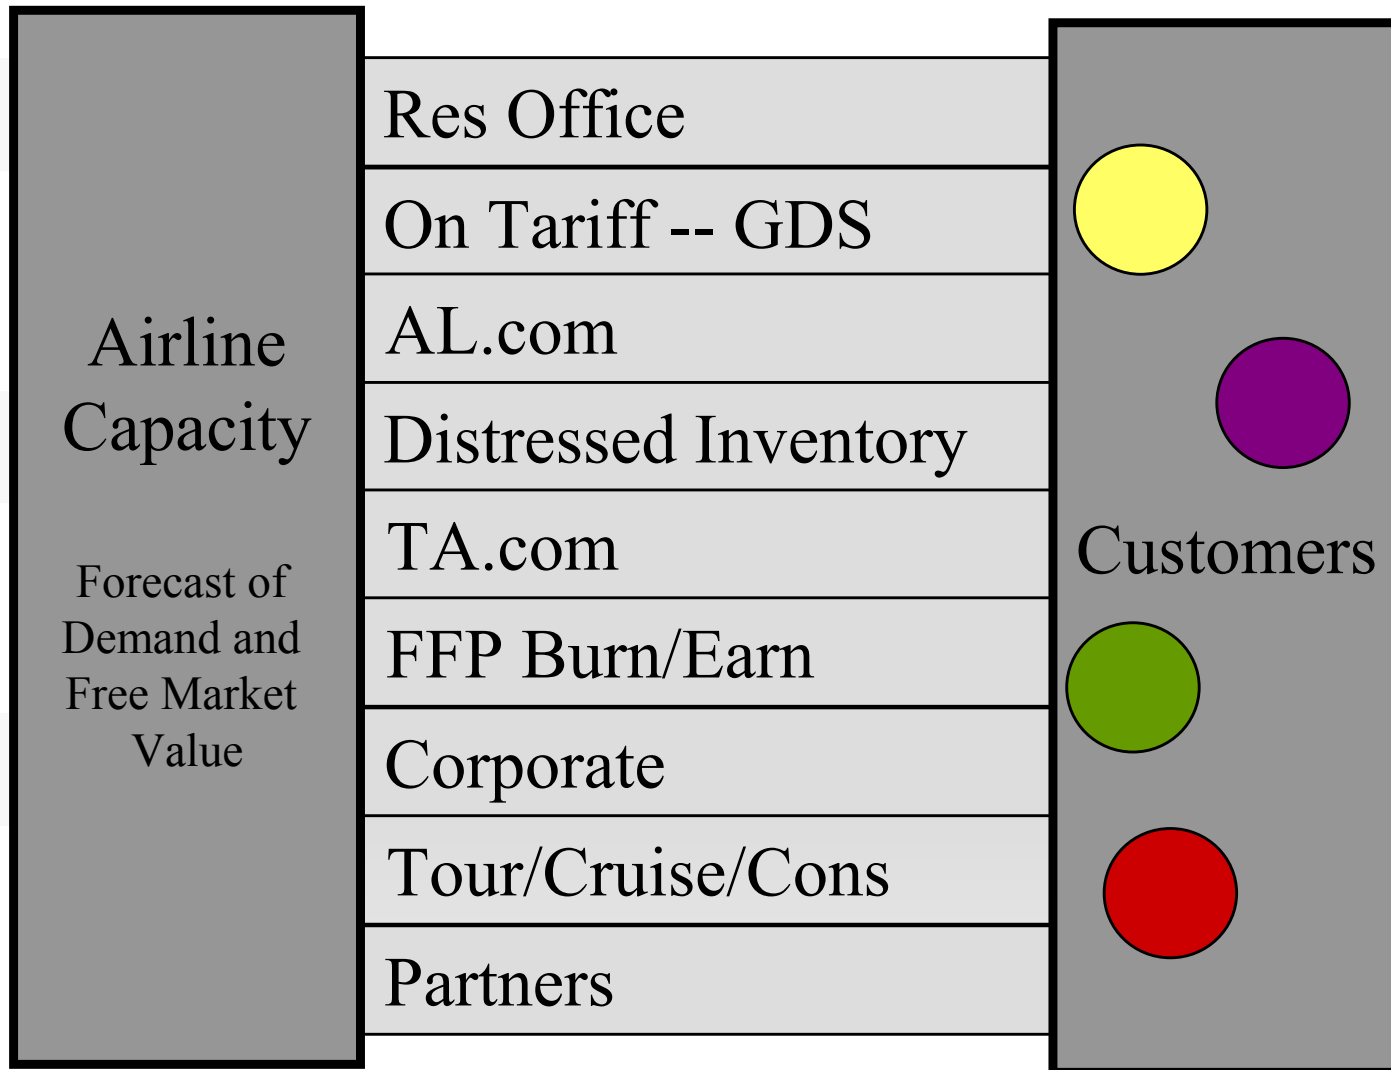 Airline
Capacity
Forecast of
Demand and
Free Market
Value
Res Office
On Tariff -- GDS
AL.com
Distressed Inventory
TA.com
FFP Burn/Earn
Corporate
Tour/Cruise/Cons
Partners
Customers